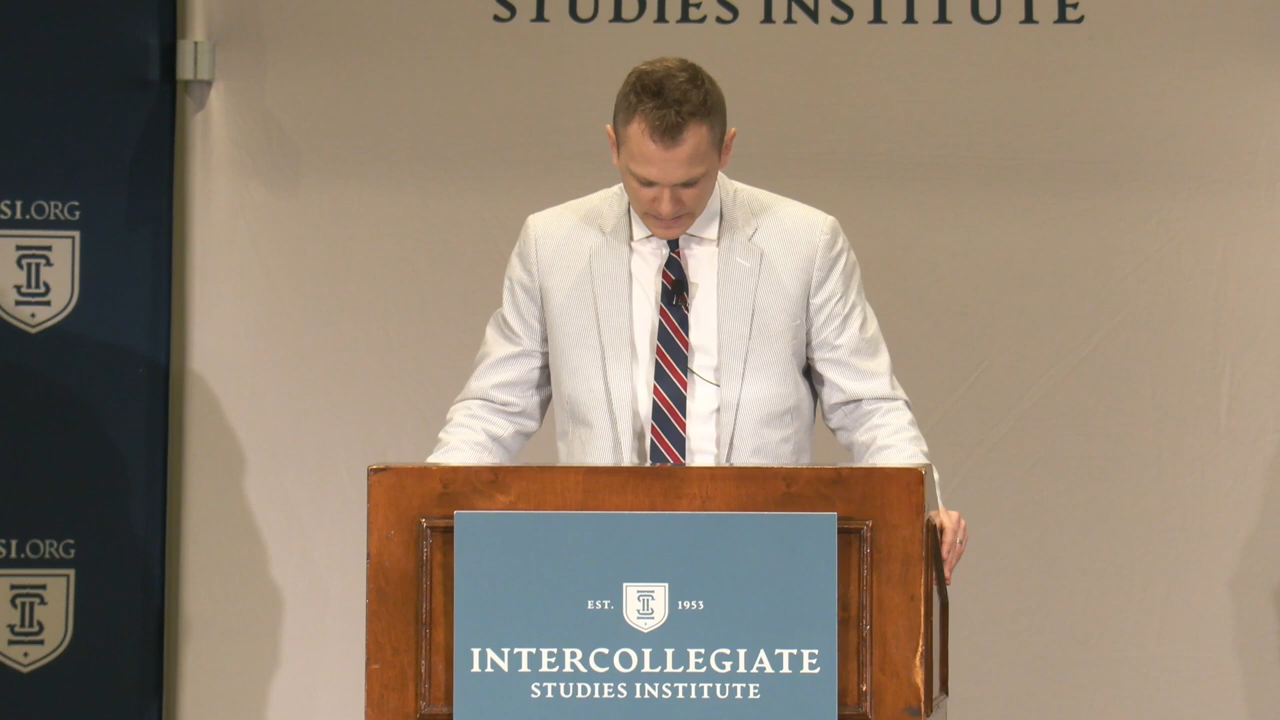 STUDIES INSTITUTE
SI.ORG
SI.ORG
EST. 1953
INTERCOLLEGIATE
STUDIES INSTITUTE